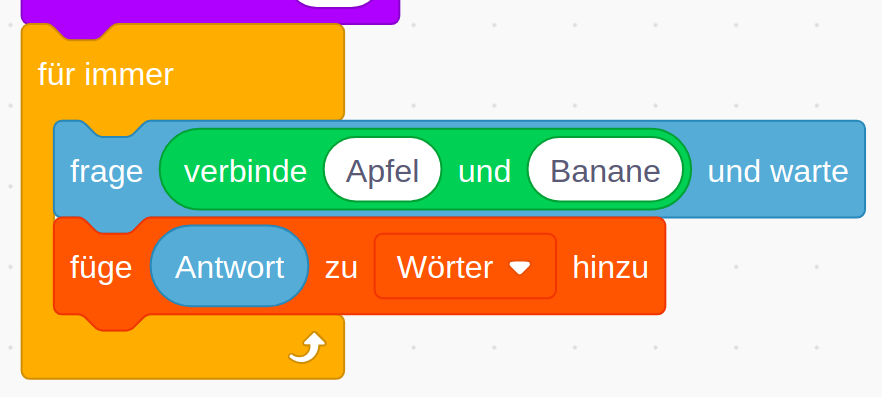 für immer
frage verbinde Apfel und Banane und warte
füge Antwort zu Wörter hinzu